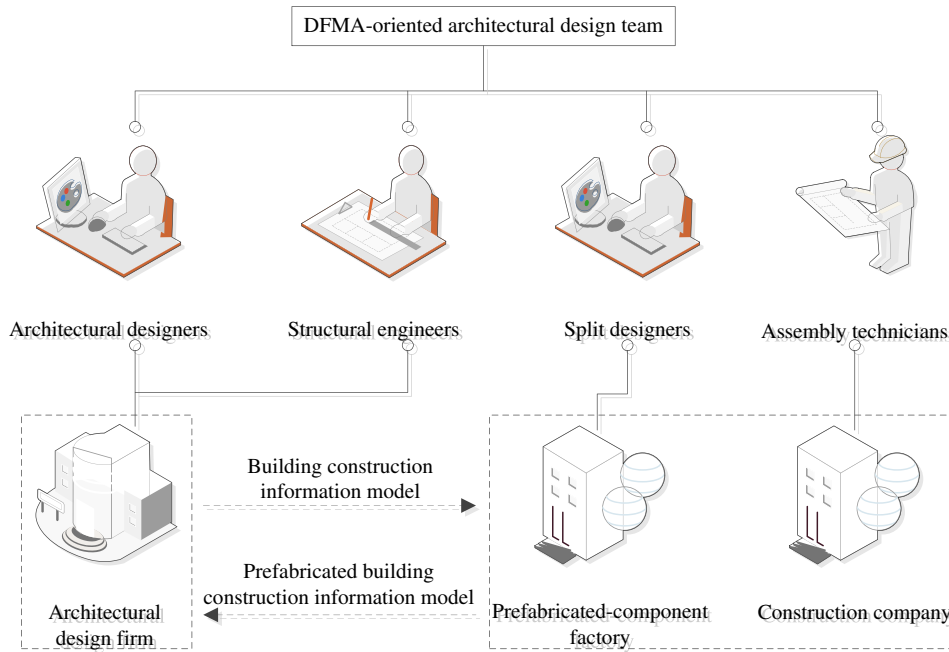 DFMA-oriented architectural design team
Architectural designers
Structural engineers
Split designers
Assembly technicians
Building construction
information model
Prefabricated building
construction information model
Architectural
design firm
Prefabricated-component
factory
Construction company